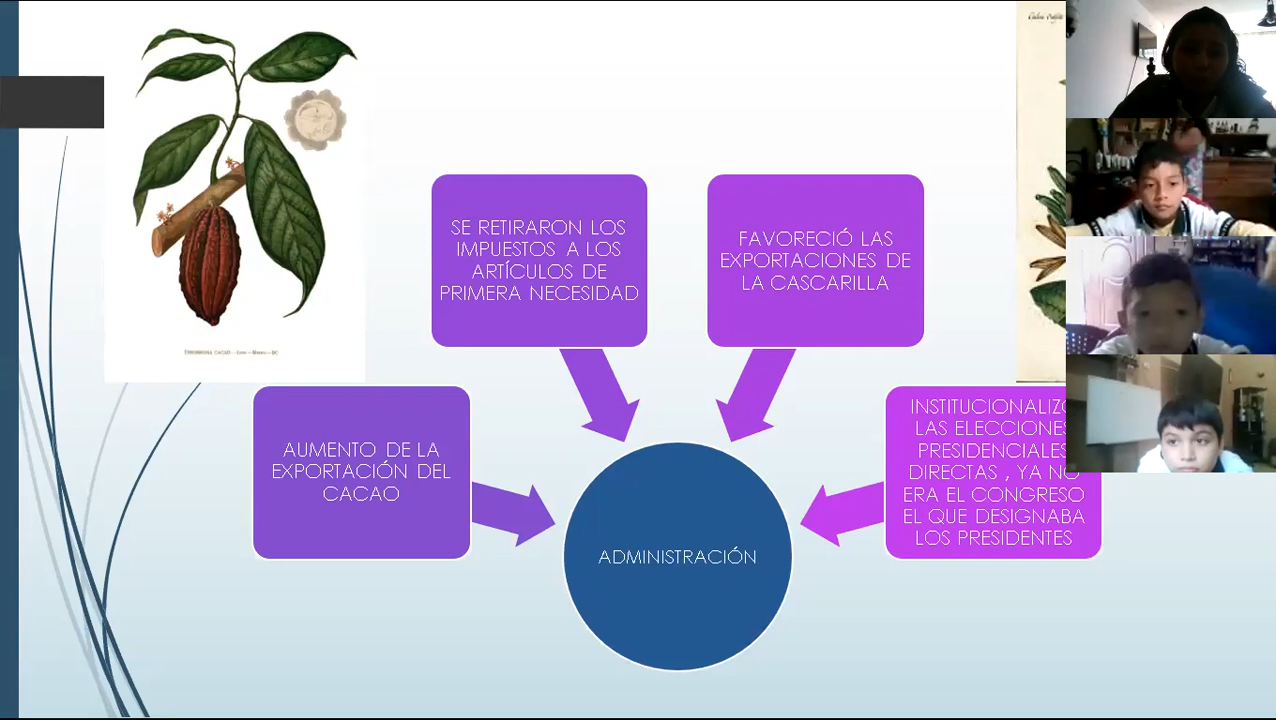 SE RETIRARON LOS
IMPUESTOS A LOS
ARTÍCULOS DE
PRIMERA NECESIDAD
FAVORECIÓ LAS
EXPORTACIONES DE
LA CASCARILLA
AUMENTO DE LA
EXPORTACIÓN DEL
CACAO
INSTITUCIONALIZÓ
LAS ELECCIONES
PRESIDENCIALES
DIRECTAS , YA NO
ERA EL CONGRESO
EL QUE DESIGNABA
LOS PRESIDENTES
ADMINISTRACIÓN